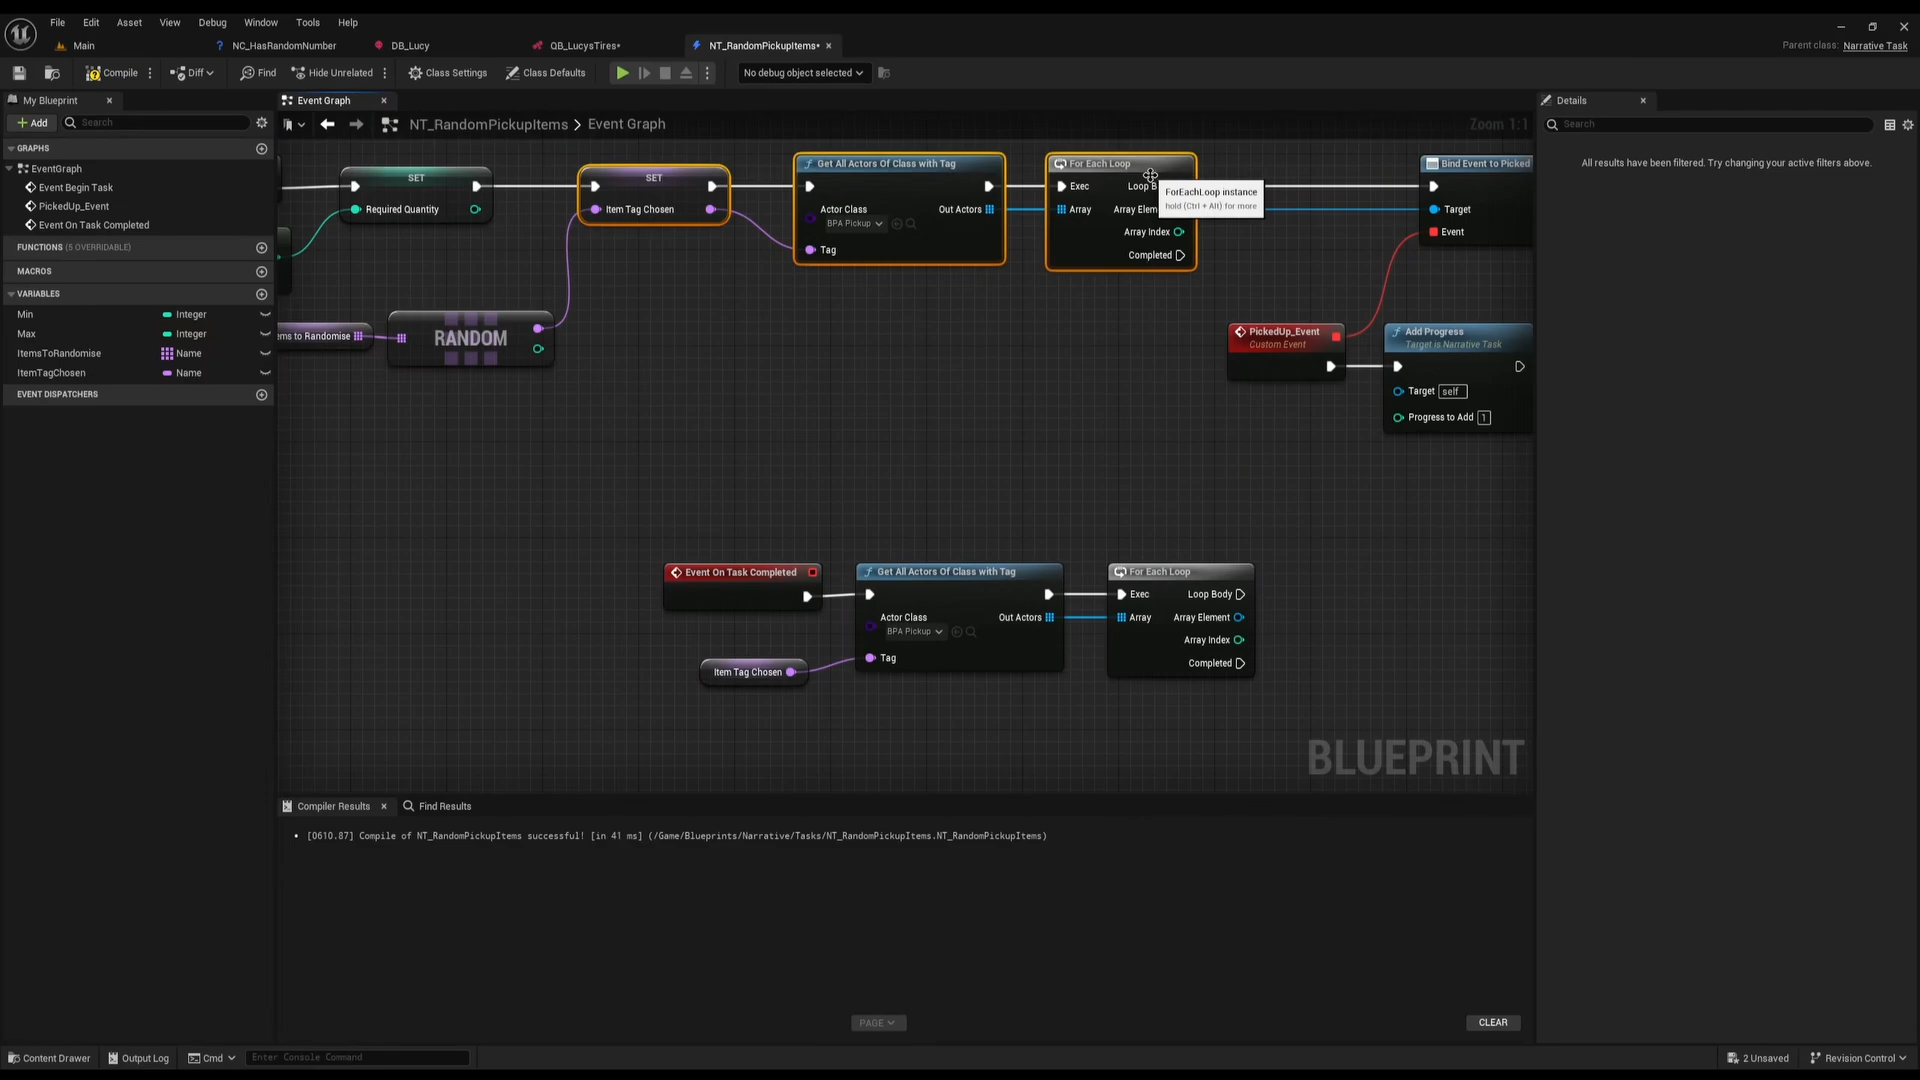 File Edit Asset View Debug Window Tools Help
Main NC_HasRandomNumber DB_Lucy QB_LucysTires* NT_RandomPickupItems*
Parent class: Narrative Task
Compile Diff Find Hide Unrelated Class Settings Class Defaults No debug object selected
My Blueprint
Event Graph
Details
Add Search
NT_RandomPickupItems > Event Graph
Zoom 1:1
Search
All results have been filtered. Try changing your active filters above.
GRAPHS
EventGraph
Event Begin Task
PickedUp_Event
Event On Task Completed
FUNCTIONS (5 OVERRIDABLE)
MACROS
VARIABLES
Min Integer
Max Integer
ItemsToRandomise Name
ItemTagChosen Name
EVENT DISPATCHERS
SET
Required Quantity
SET
Item Tag Chosen
Get All Actors Of Class with Tag
Actor Class
BPA Pickup
Out Actors
Tag
For Each Loop
Exec Loop B
Array Array Elem
Array Index
Completed
ForEachLoop instance
hold (Ctrl + Alt) for more
Bind Event to Picked
Target
Event
ems to Randomise
RANDOM
PickedUp_Event
Custom Event
Add Progress
Target is Narrative Task
Target self
Progress to Add 1
Event On Task Completed
Item Tag Chosen
Get All Actors Of Class with Tag
Actor Class
BPA Pickup
Out Actors
Tag
For Each Loop
Exec Loop Body
Array Array Element
Array Index
Completed
BLUEPRINT
Compiler Results Find Results
[0610.87] Compile of NT_RandomPickupItems successful! [in 41 ms] (/Game/Blueprints/Narrative/Tasks/NT_RandomPickupItems.NT_RandomPickupItems)
PAGE
CLEAR
Content Drawer Output Log Cmd Enter Console Command
2 Unsaved Revision Control